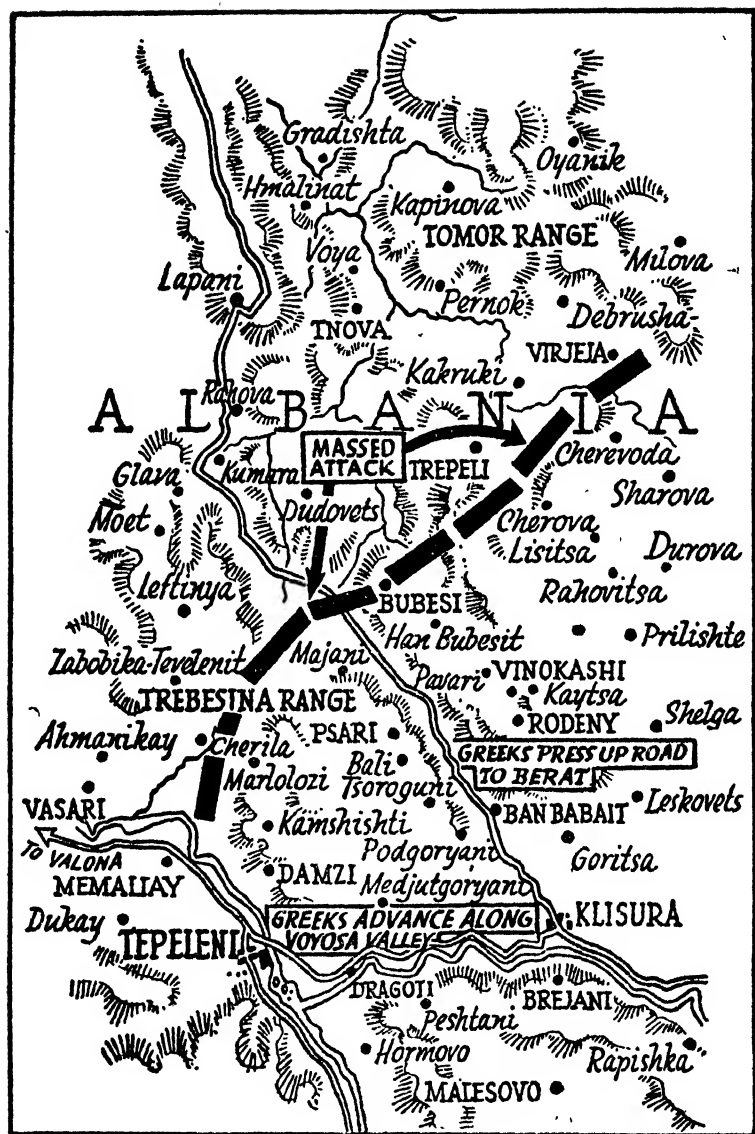 Gradishta
Oyanik
Hmalinat
Kapinova
TOMOR RANGE
Voya
Milova
Lapani
Pernok
TNOVA
Debrusha-
VIRJEJA
Kakruki
Rahova
ALBANIA
MASSED
ATTACK
TREPELI
Cherevoda
Glava
Kumara
Sharova
Dudovets
Cherova
Moet
Lisitsa
Durova
Leftinya
BUBESI
Rahovitsa
Han Bubesit
Prilishte
Zabobika-Tevelenit
Majani
Pavari
VINOKASHI
Kaytsa
TREBESINA RANGE
RODENY
Shelga
Ahmanikay
Cherila
PSARI
GREEKS PRESS UP ROAD
TO BERAT
Marlolozi
Bali
Tsoroguni
Leskovets
VASARI
BAN BABAIT
Kamshishti
TO VALONA
Podgoryani
Goritsa
MEMALIAY
DAMZI
Medjutgoryani
Dukay
GREEKS ADVANCE ALONG
VOYOSA VALLEY
KLISURA
TEPELENI
DRAGOTI
BREJANI
Peshtani
Hormovo
Rapishka
MALESOVO